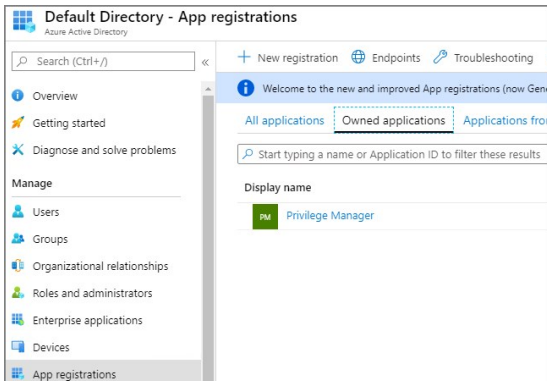 Default Directory - App registrations
Azure Active Directory
Search (Ctrl+/)
«
Overview
Getting started
Diagnose and solve problems
Manage
Users
Groups
Organizational relationships
Roles and administrators
Enterprise applications
Devices
App registrations
+ New registration Endpoints Troubleshooting
Welcome to the new and improved App registrations (now Gene
All applications Owned applications Applications fro
Start typing a name or Application ID to filter these results
Display name
PM Privilege Manager